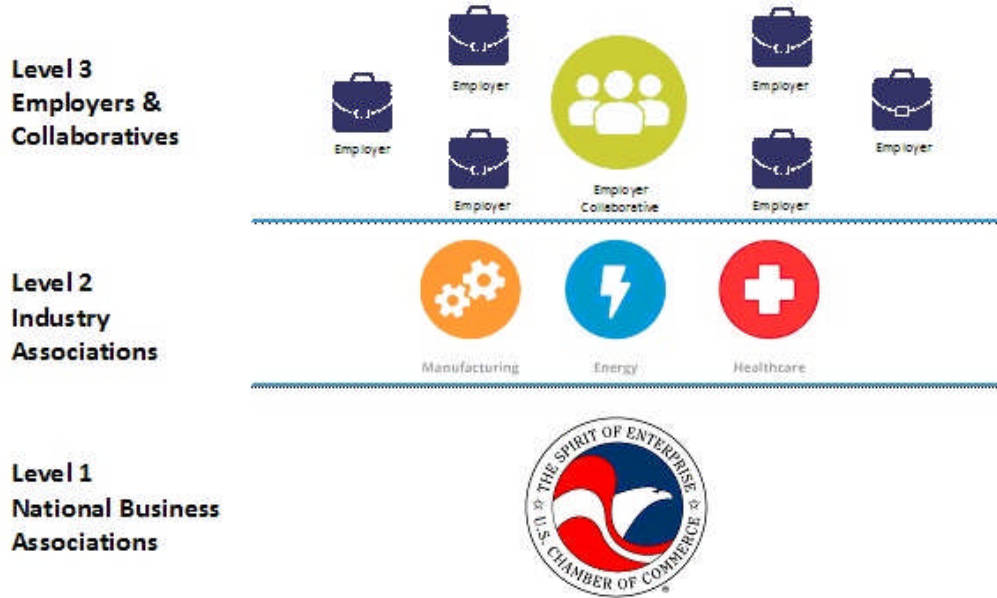 Level 3
Employers &
Collaboratives
Employer
Employer
Employer
Employer
Employer
Employer
Employer
Collaborative
Level 2
Industry
Associations
Manufacturing
Energy
Healthcare
Level 1
National Business
Associations
THE SPIRIT OF ENTERPRISE
U.S. CHAMBER OF COMMERCE
®